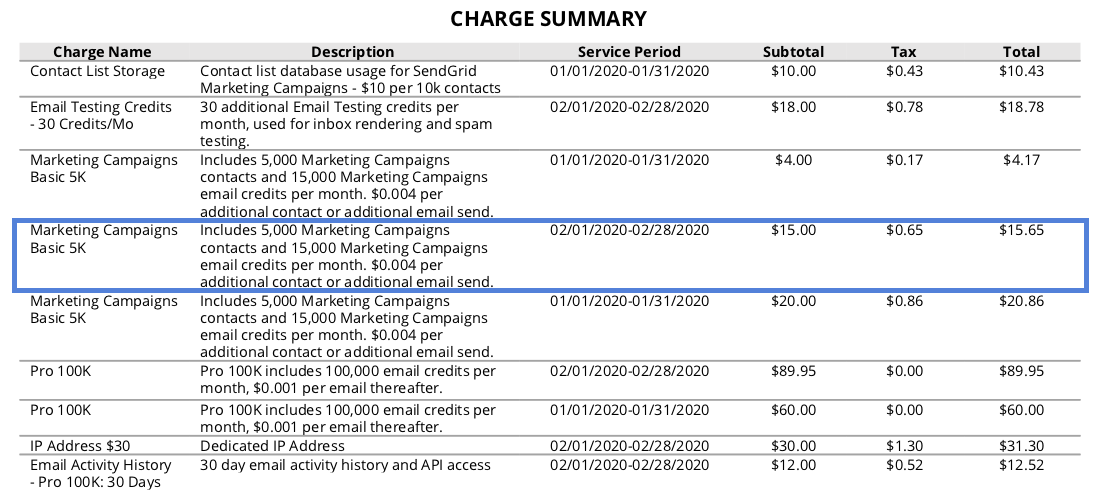 CHARGE SUMMARY
Charge Name Description Service Period Subtotal Tax Total
Contact List Storage Contact list database usage for SendGrid 01/01/2020-01/31/2020 $10.00 $0.43 $10.43
Marketing Campaigns - $10 per 10k contacts
Email Testing Credits 30 additional Email Testing credits per 02/01/2020-02/28/2020 $18.00 $0.78 $18.78
- 30 Credits/Mo month, used for inbox rendering and spam
testing.
Marketing Campaigns Includes 5,000 Marketing Campaigns 01/01/2020-01/31/2020 $4.00 $0.17 $4.17
Basic 5K contacts and 15,000 Marketing Campaigns
email credits per month. $0.004 per
additional contact or additional email send.
Marketing Campaigns Includes 5,000 Marketing Campaigns 02/01/2020-02/28/2020 $15.00 $0.65 $15.65
Basic 5K contacts and 15,000 Marketing Campaigns
email credits per month. $0.004 per
additional contact or additional email send.
Marketing Campaigns Includes 5,000 Marketing Campaigns 01/01/2020-01/31/2020 $20.00 $0.86 $20.86
Basic 5K contacts and 15,000 Marketing Campaigns
email credits per month. $0.004 per
additional contact or additional email send.
Pro 100K Pro 100K includes 100,000 email credits per 02/01/2020-02/28/2020 $89.95 $0.00 $89.95
month, $0.001 per email thereafter.
Pro 100K Pro 100K includes 100,000 email credits per 01/01/2020-01/31/2020 $60.00 $0.00 $60.00
month, $0.001 per email thereafter.
IP Address $30 Dedicated IP Address 02/01/2020-02/28/2020 $30.00 $1.30 $31.30
Email Activity History 30 day email activity history and API access 02/01/2020-02/28/2020 $12.00 $0.52 $12.52
- Pro 100K: 30 Days